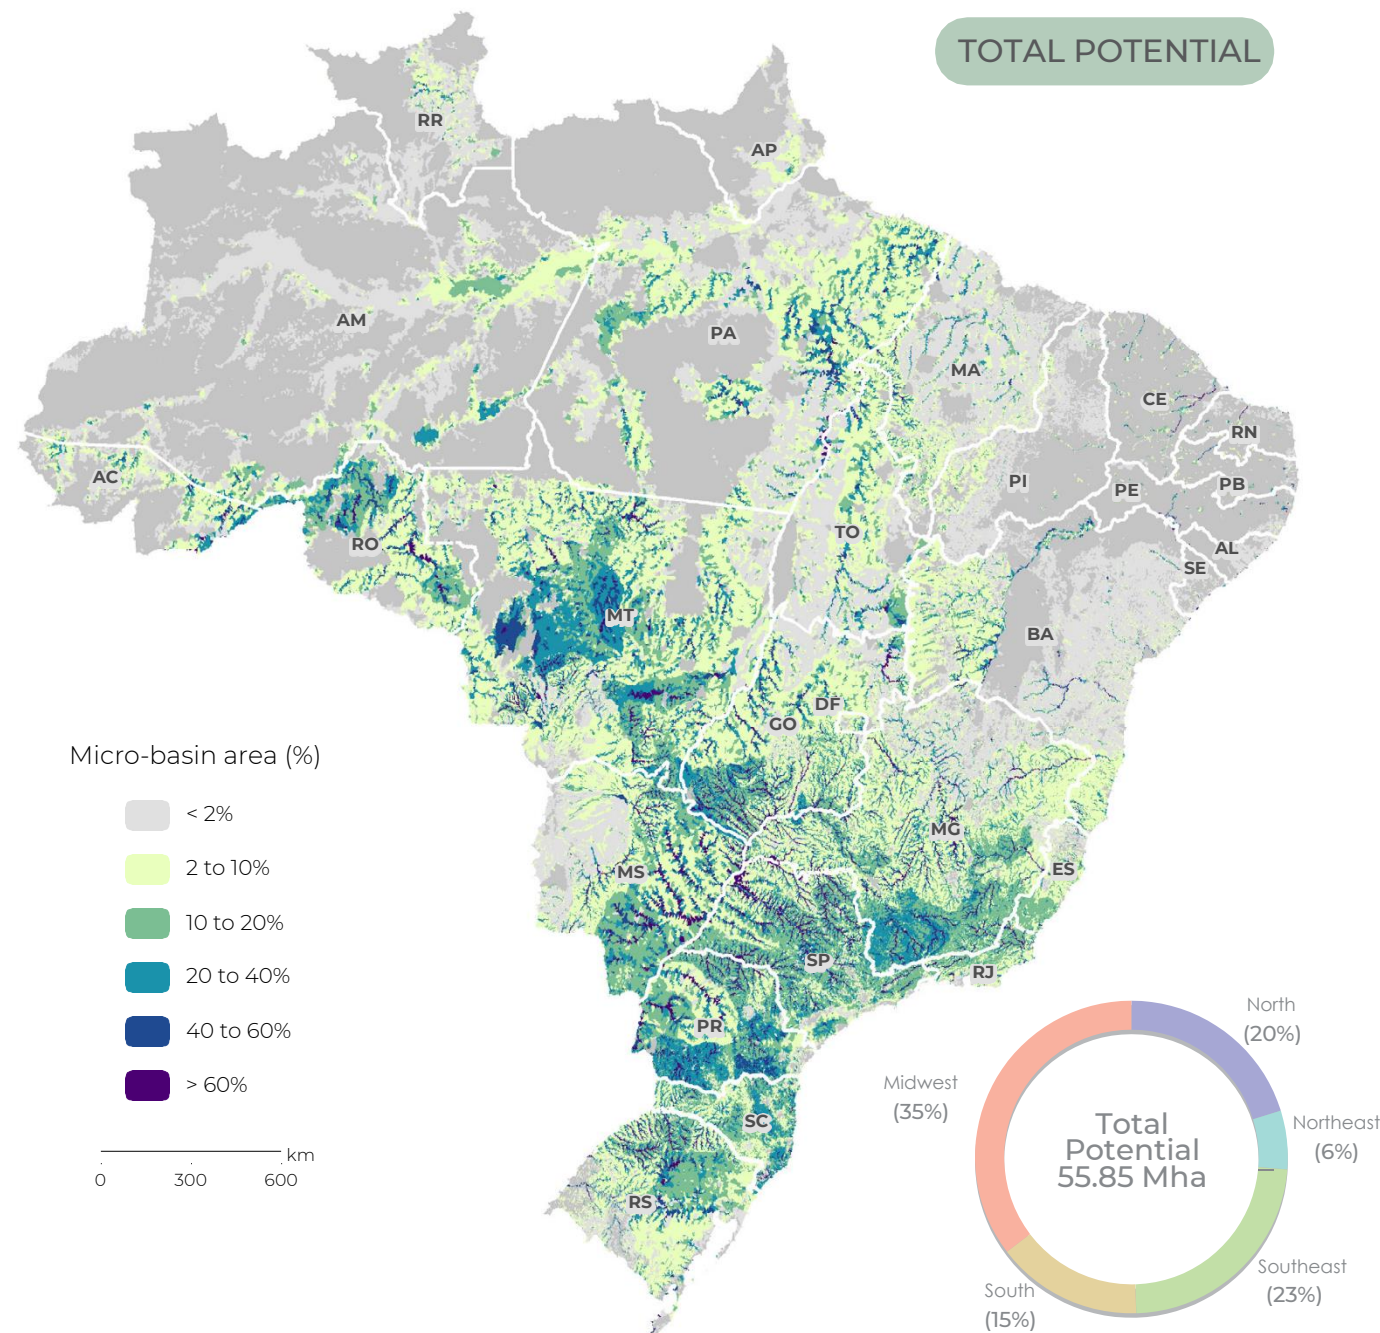 TOTAL POTENTIAL
RR
AP
AM
PA
MA
CE
RN
AC
PI
PE
PB
RO
TO
AL
SE
MT
BA
DF
GO
Micro-basin area (%)
< 2%
2 to 10%
10 to 20%
20 to 40%
40 to 60%
> 60%
km
0 300 600
MG
MS
ES
SP
RJ
PR
SC
RS
North
(20%)
Midwest
(35%)
Northeast
(6%)
Total
Potential
55.85 Mha
Southeast
(23%)
South
(15%)